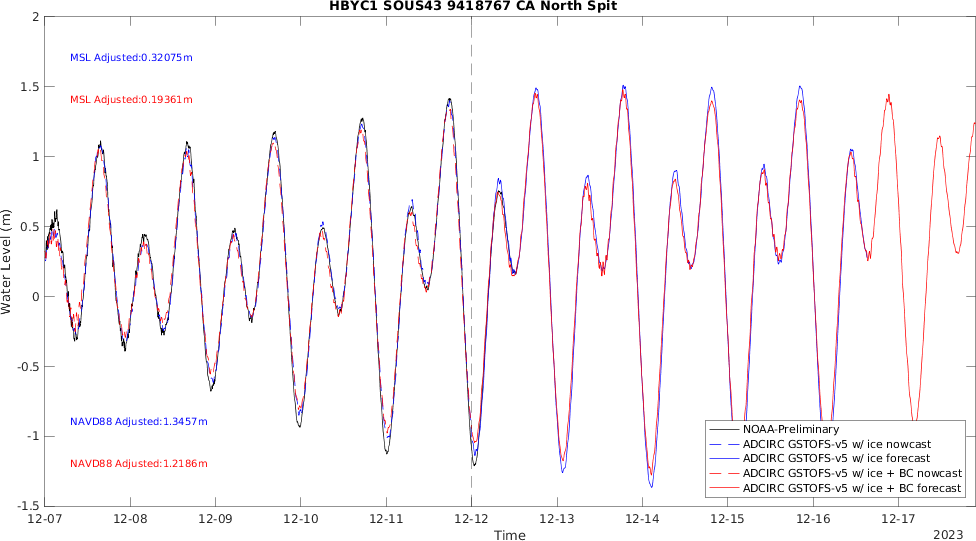 HBYC1 SOUS43 9418767 CA North Spit
2
1.5
1
0.5
0
-0.5
-1
-1.5
Water Level (m)
MSL Adjusted:0.32075m
MSL Adjusted:0.19361m
NAVD88 Adjusted:1.3457m
NAVD88 Adjusted:1.2186m
NOAA-Preliminary
ADCIRC GSTOFS-v5 w/ ice nowcast
ADCIRC GSTOFS-v5 w/ ice forecast
ADCIRC GSTOFS-v5 w/ ice + BC nowcast
ADCIRC GSTOFS-v5 w/ ice + BC forecast
12-07 12-08 12-09 12-10 12-11 12-12 12-13 12-14 12-15 12-16 12-17
Time
2023